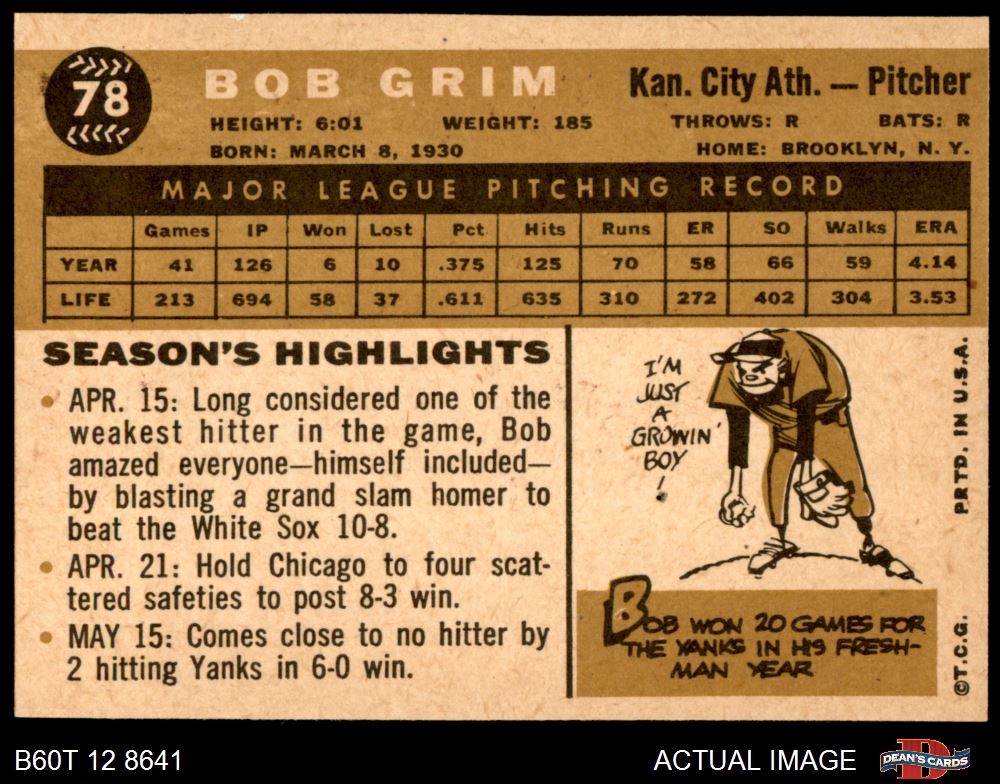 78
BOB GRIM
Kan. City Ath. — Pitcher
HEIGHT: 6:01 WEIGHT: 185 THROWS: R BATS: R
BORN: MARCH 8, 1930 HOME: BROOKLYN, N. Y.
MAJOR LEAGUE PITCHING RECORD
Games IP Won Lost Pct. Hits Runs ER SO Walks ERA
YEAR 41 126 6 10 .375 125 70 58 66 59 4.14
LIFE 213 694 58 37 .611 635 310 272 402 304 3.53
SEASON'S HIGHLIGHTS
• APR. 15: Long considered one of the
weakest hitter in the game, Bob
amazed everyone—himself included—
by blasting a grand slam homer to
beat the White Sox 10-8.
• APR. 21: Hold Chicago to four scat-
tered safeties to post 8-3 win.
• MAY 15: Comes close to no hitter by
2 hitting Yanks in 6-0 win.
I'M
JUST
A
GROWIN'
BOY
!
BOB WON 20 GAMES FOR
THE YANKS IN HIS FRESH-
MAN YEAR
PRTD. IN U.S.A.
©T.C.G.
B60T 12 8641
ACTUAL IMAGE
DEAN'S CARDS